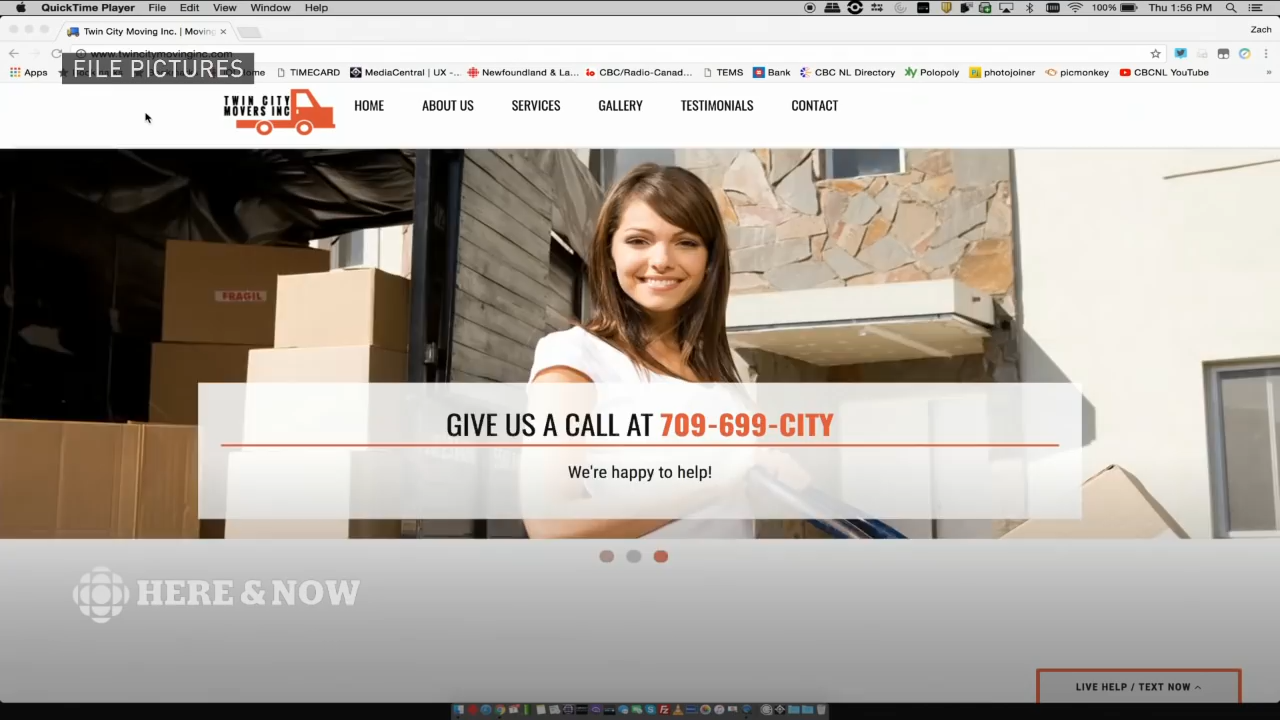 QuickTime Player File Edit View Window Help
100% Thu 1:56 PM
Twin City Moving Inc. | Moving
Zach
www.twincitymovinginc.com
FILE PICTURES
Apps
Home
TIMECARD
MediaCentral | UX -...
Newfoundland & La...
CBC/Radio-Canad...
TEMS
Bank
CBC NL Directory
Polopoly
photojoiner
picmonkey
CBCNL YouTube
TWIN CITY
MOVERS INC
HOME ABOUT US SERVICES GALLERY TESTIMONIALS CONTACT
FRAGIL
GIVE US A CALL AT 709-699-CITY
We're happy to help!
HERE & NOW
LIVE HELP / TEXT NOW